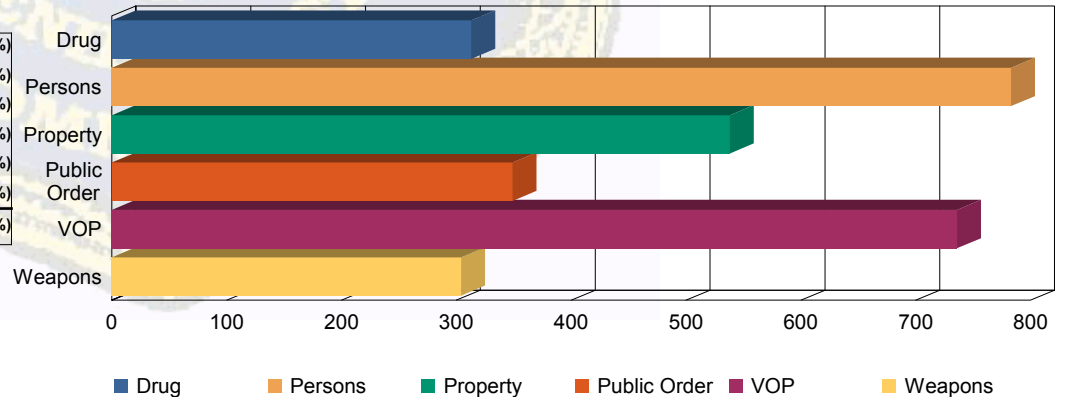 %)
%)
%)
%)
%)
%)
%)
Drug
Persons
Property
Public
Order
VOP
Weapons
0 100 200 300 400 500 600 700 800
Drug Persons Property Public Order VOP Weapons